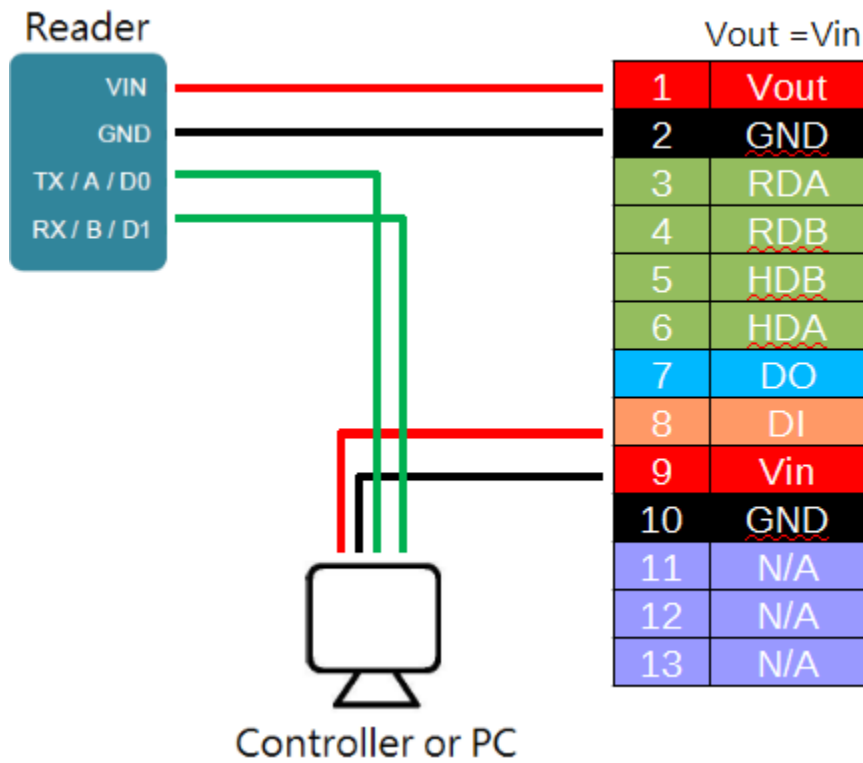 Reader
VIN
GND
TX / A / D0
RX / B / D1
Vout =Vin
1 Vout
2 GND
3 RDA
4 RDB
5 HDB
6 HDA
7 DO
8 DI
9 Vin
10 GND
11 N/A
12 N/A
13 N/A
Controller or PC